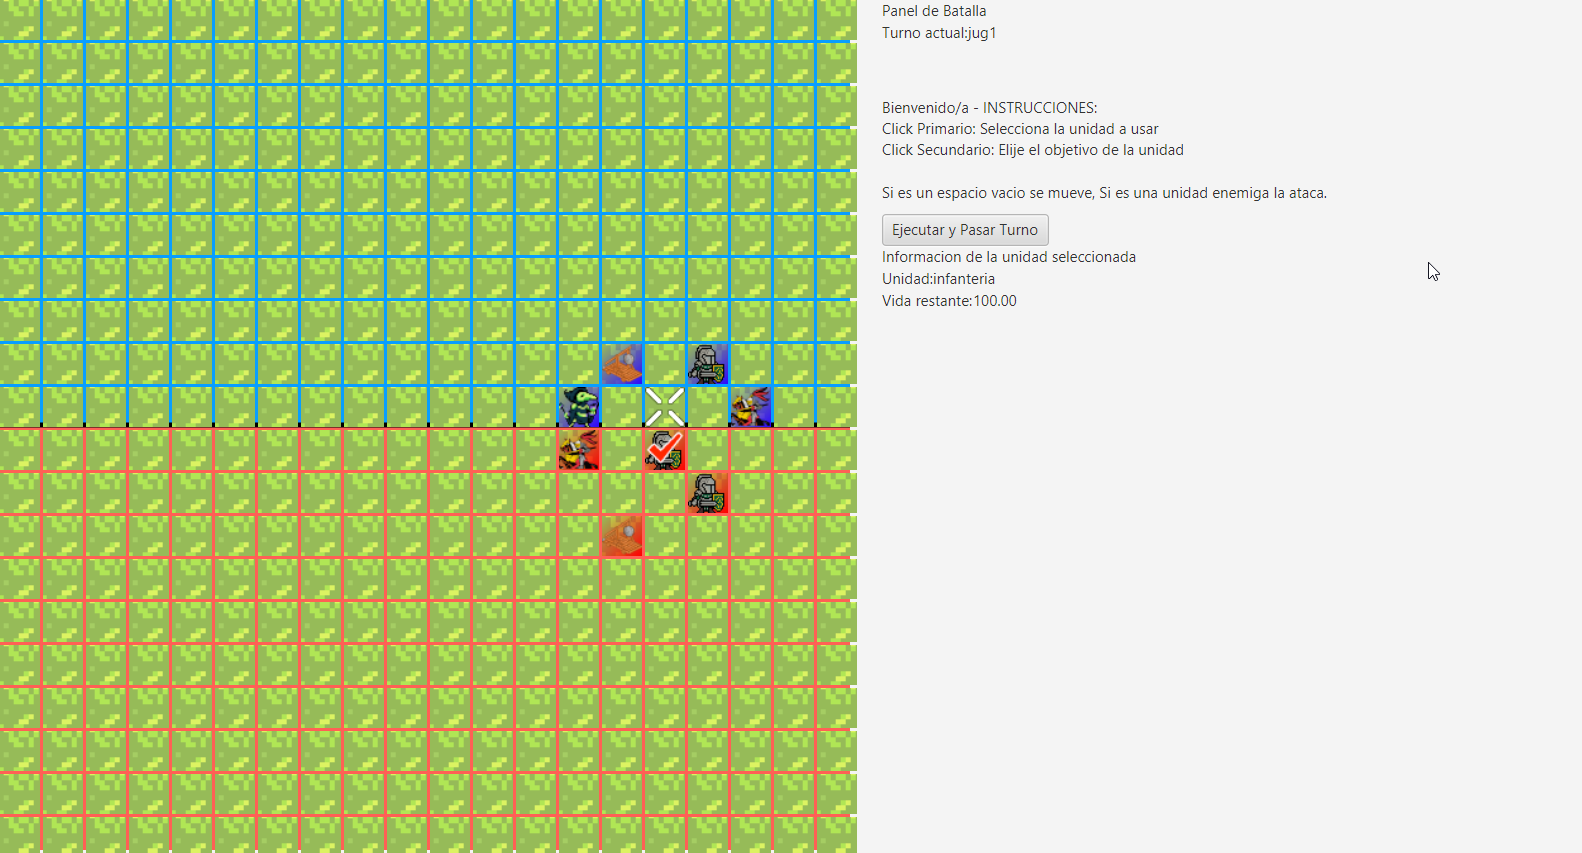 Panel de Batalla
Turno actual:jug1
Bienvenido/a - INSTRUCCIONES:
Click Primario: Selecciona la unidad a usar
Click Secundario: Elije el objetivo de la unidad
Si es un espacio vacio se mueve, Si es una unidad enemiga la ataca.
Ejecutar y Pasar Turno
Informacion de la unidad seleccionada
Unidad:infanteria
Vida restante:100.00